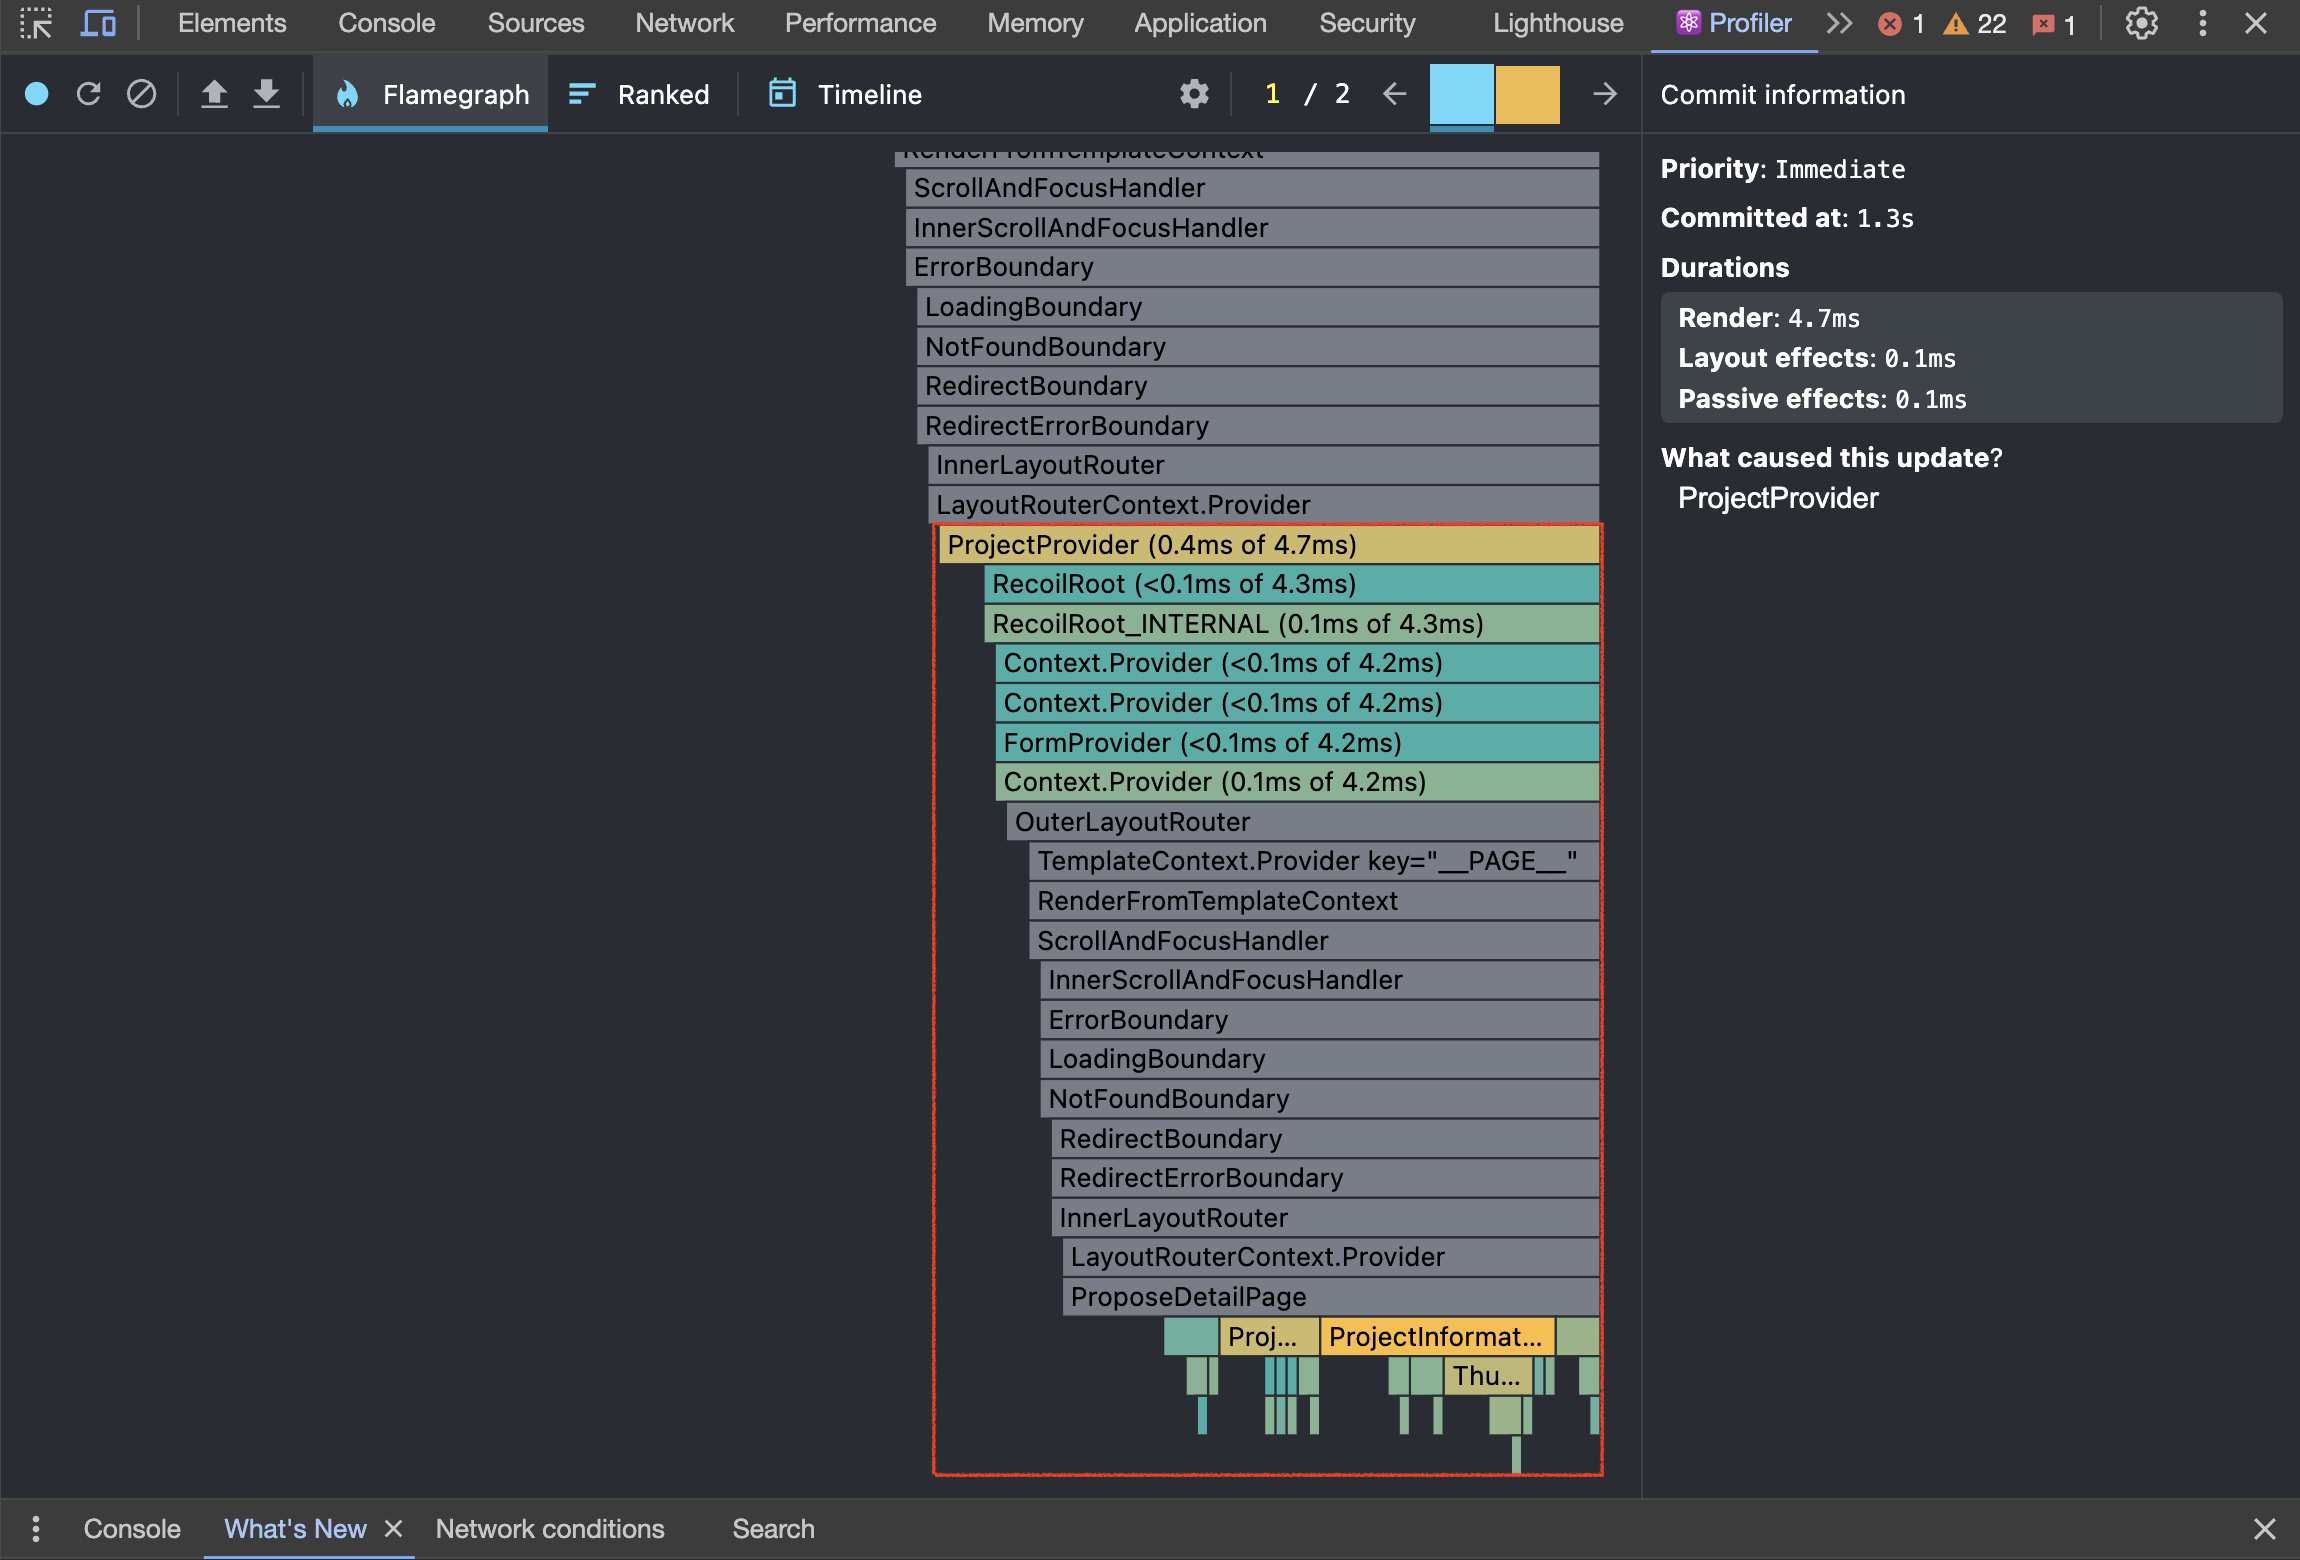 Elements Console Sources Network Performance Memory Application Security Lighthouse Profiler 1 22 1
Flamegraph Ranked Timeline 1 / 2 Commit information
RenderFromTemplateContext
ScrollAndFocusHandler
InnerScrollAndFocusHandler
ErrorBoundary
LoadingBoundary
NotFoundBoundary
RedirectBoundary
RedirectErrorBoundary
InnerLayoutRouter
LayoutRouterContext.Provider
ProjectProvider (0.4ms of 4.7ms)
RecoilRoot (<0.1ms of 4.3ms)
RecoilRoot_INTERNAL (0.1ms of 4.3ms)
Context.Provider (<0.1ms of 4.2ms)
Context.Provider (<0.1ms of 4.2ms)
FormProvider (<0.1ms of 4.2ms)
Context.Provider (0.1ms of 4.2ms)
OuterLayoutRouter
TemplateContext.Provider key="__PAGE__"
RenderFromTemplateContext
ScrollAndFocusHandler
InnerScrollAndFocusHandler
ErrorBoundary
LoadingBoundary
NotFoundBoundary
RedirectBoundary
RedirectErrorBoundary
InnerLayoutRouter
LayoutRouterContext.Provider
ProposeDetailPage
Proj... ProjectInformat...
Thu...
Priority: Immediate
Committed at: 1.3s
Durations
Render: 4.7ms
Layout effects: 0.1ms
Passive effects: 0.1ms
What caused this update?
ProjectProvider
Console What's New Network conditions Search